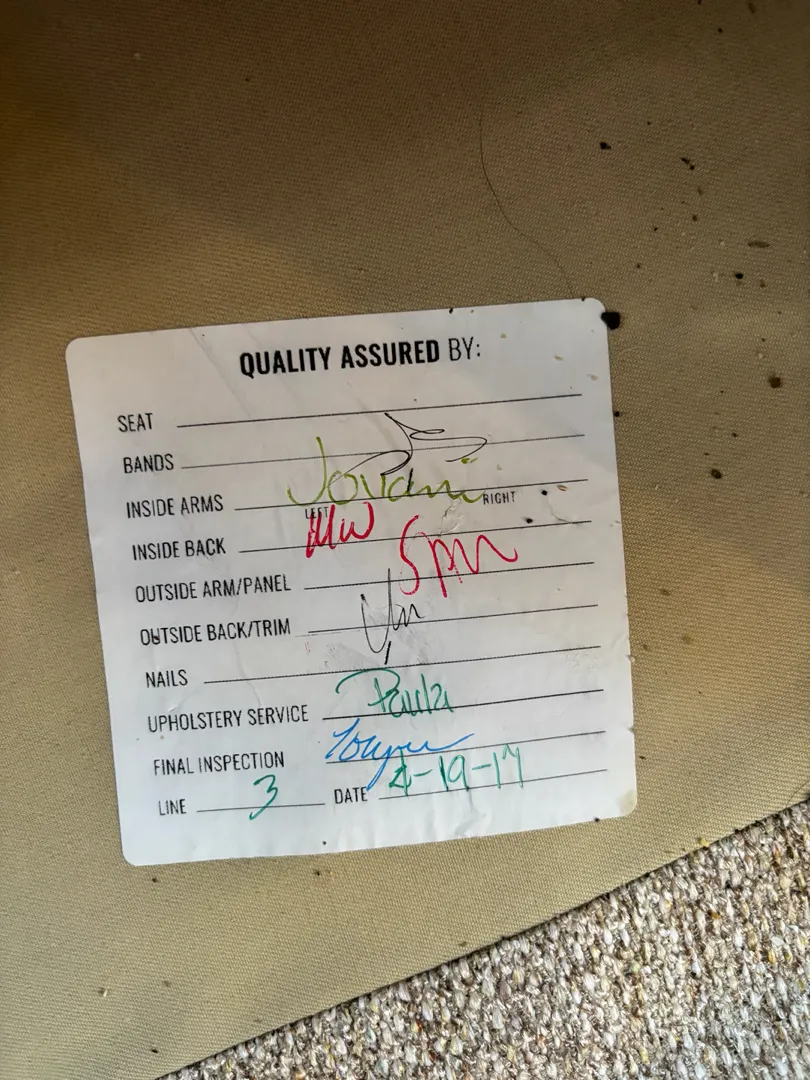 QUALITY ASSURED BY:
SEAT
BANDS
INSIDE ARMS Jovani
LEFT RIGHT
INSIDE BACK MW
OUTSIDE ARM/PANEL
OUTSIDE BACK/TRIM
NAILS
UPHOLSTERY SERVICE Paula
FINAL INSPECTION
LINE 3 DATE 4-19-17